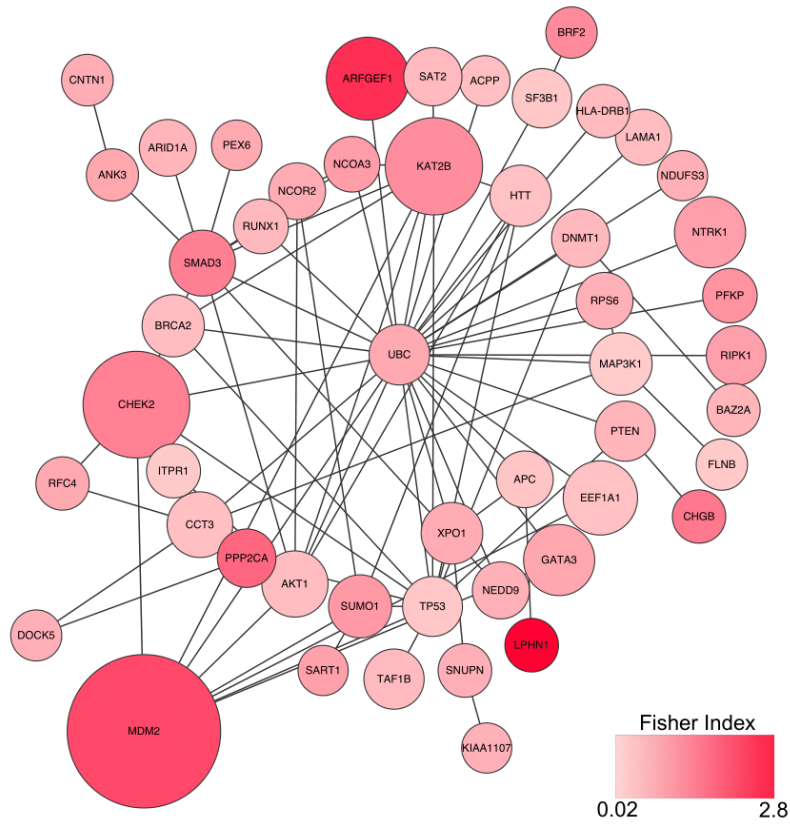 BRF2
CNTN1
ARFGEF1
SAT2
ACPP
SF3B1
HLA-DRB1
LAMA1
ARID1A
PEX6
ANK3
NCOA3
KAT2B
NDUFS3
NCOR2
HTT
RUNX1
DNMT1
NTRK1
SMAD3
RPS6
PFKP
BRCA2
UBC
MAP3K1
RIPK1
CHEK2
BAZ2A
PTEN
ITPR1
FLNB
RFC4
APC
EEF1A1
CCT3
CHGB
XPO1
PPP2CA
GATA3
AKT1
NEDD9
SUMO1
TP53
DOCK5
LPHN1
SART1
TAF1B
SNUPN
MDM2
KIAA1107
Fisher Index
0.02
2.8